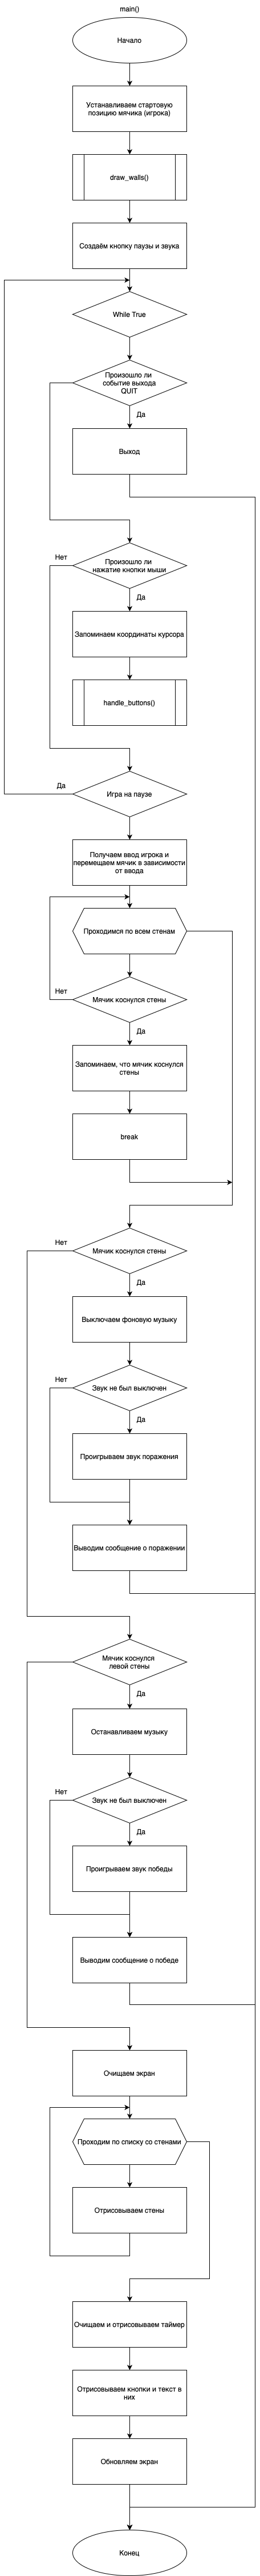 main()
Начало
Устанавливаем стартовую
позицию мячика (игрока)
draw_walls()
Создаём кнопку паузы и звука
While True
Произошло ли
событие выхода
QUIT
Да
Выход
Нет
Произошло ли
нажатие кнопки мыши
Да
Запоминаем координаты курсора
handle_buttons()
Да
Игра на паузе
Получаем ввод игрока и
перемещаем мячик в зависимости
от ввода
Проходимся по всем стенам
Нет
Мячик коснулся стены
Да
Запоминаем, что мячик коснулся
стены
break
Нет
Мячик коснулся стены
Да
Выключаем фоновую музыку
Нет
Звук не был выключен
Да
Проигрываем звук поражения
Выводим сообщение о поражении
Мячик коснулся
левой стены
Да
Останавливаем музыку
Нет
Звук не был выключен
Да
Проигрываем звук победы
Выводим сообщение о победе
Очищаем экран
Проходим по списку со стенами
Отрисовываем стены
Очищаем и отрисовываем таймер
Отрисовываем кнопки и текст в
них
Обновляем экран
Конец